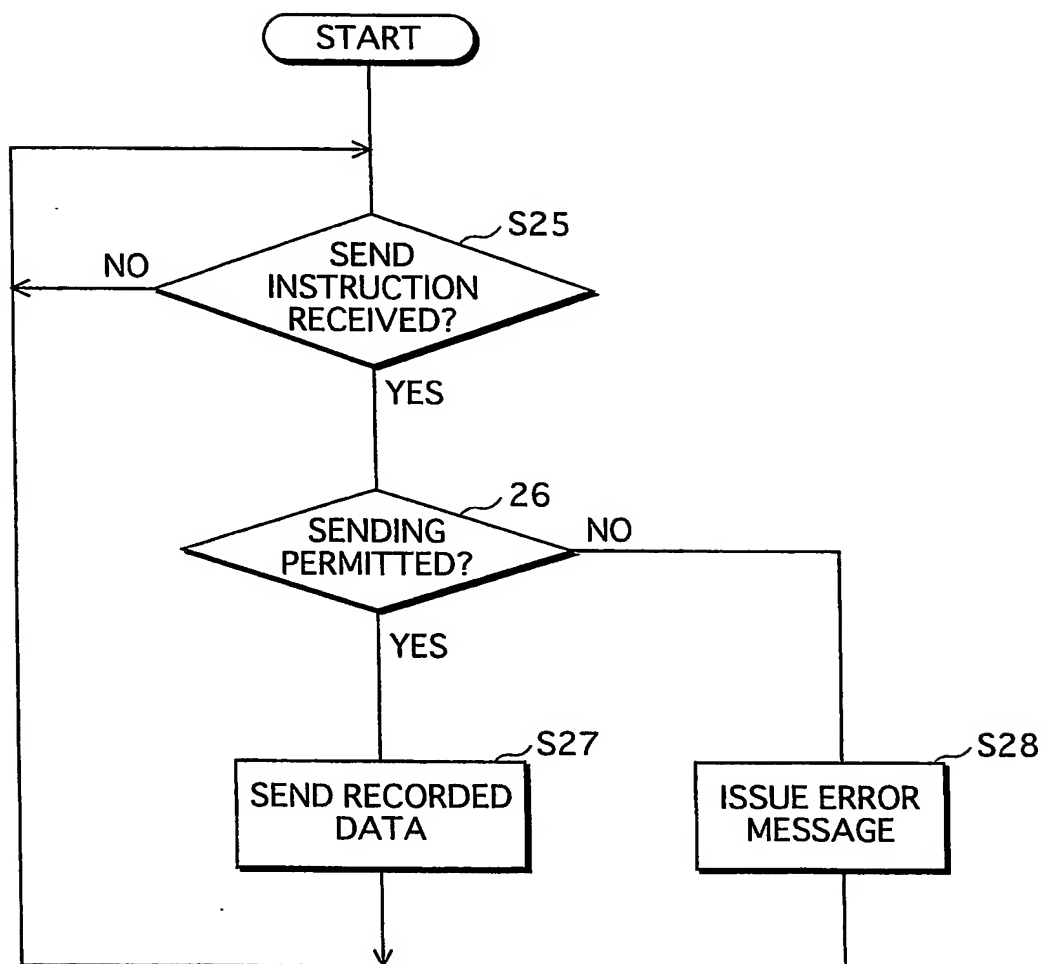 START
S25
SEND
INSTRUCTION
RECEIVED?
NO
YES
26
SENDING
PERMITTED?
NO
YES
S27
SEND RECORDED
DATA
S28
ISSUE ERROR
MESSAGE